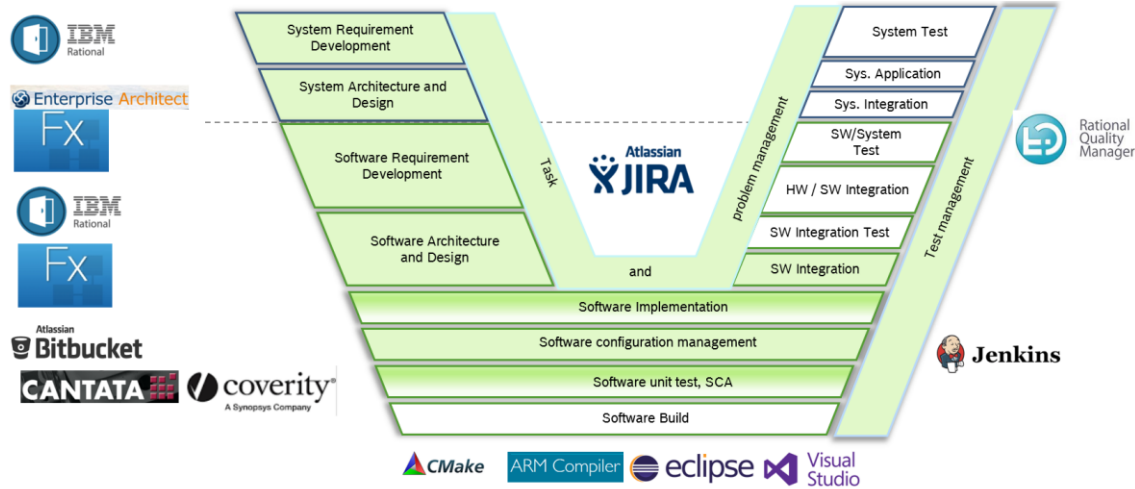 IBM
Rational
Enterprise Architect
Fx
IBM
Rational
Fx
Atlassian
Bitbucket
CANTATA
coverity®
A Synopsys Company
System Requirement
Development
System Architecture and
Design
Software Requirement
Development
Software Architecture
and Design
Task
and
problem management
Atlassian
JIRA
System Test
Sys. Application
Sys. Integration
SW/System
Test
HW / SW Integration
SW Integration Test
SW Integration
Test management
Software Implementation
Software configuration management
Software unit test, SCA
Software Build
Rational
Quality
Manager
Jenkins
CMake
ARM Compiler
eclipse
Visual
Studio